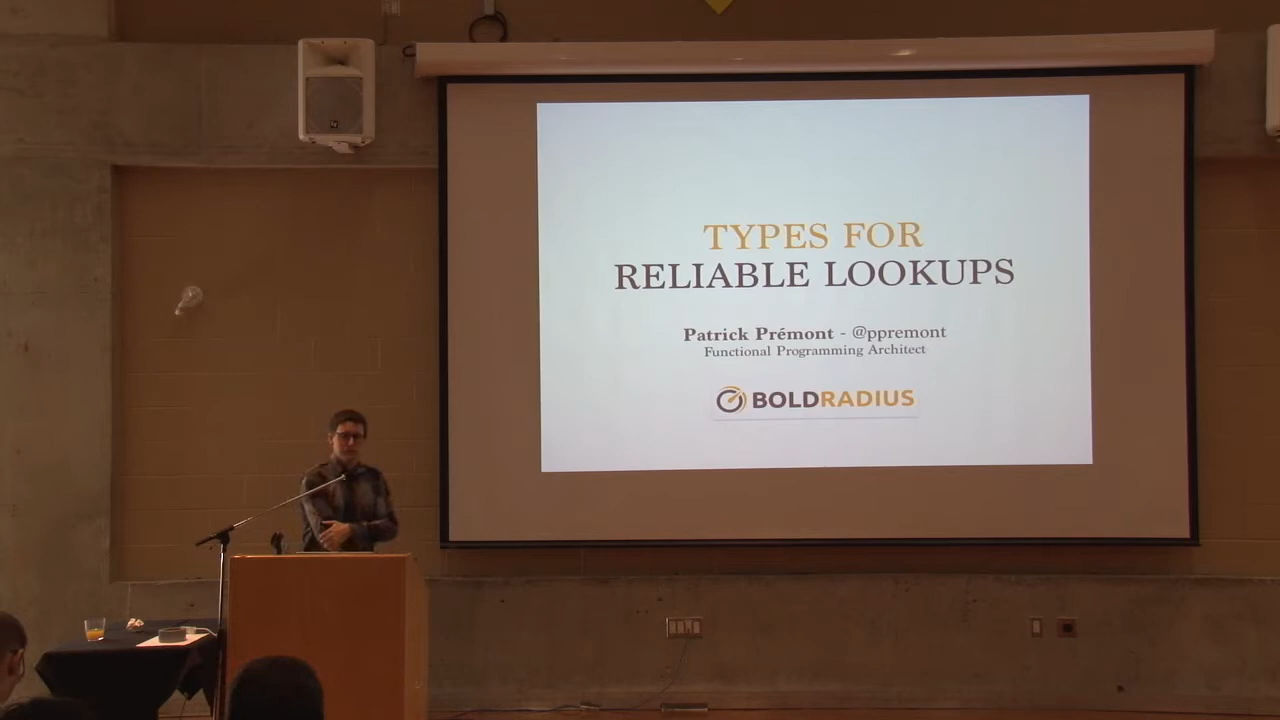 TYPES FOR
RELIABLE LOOKUPS
Patrick Prémont - @ppremont
Functional Programming Architect
BOLDRADIUS